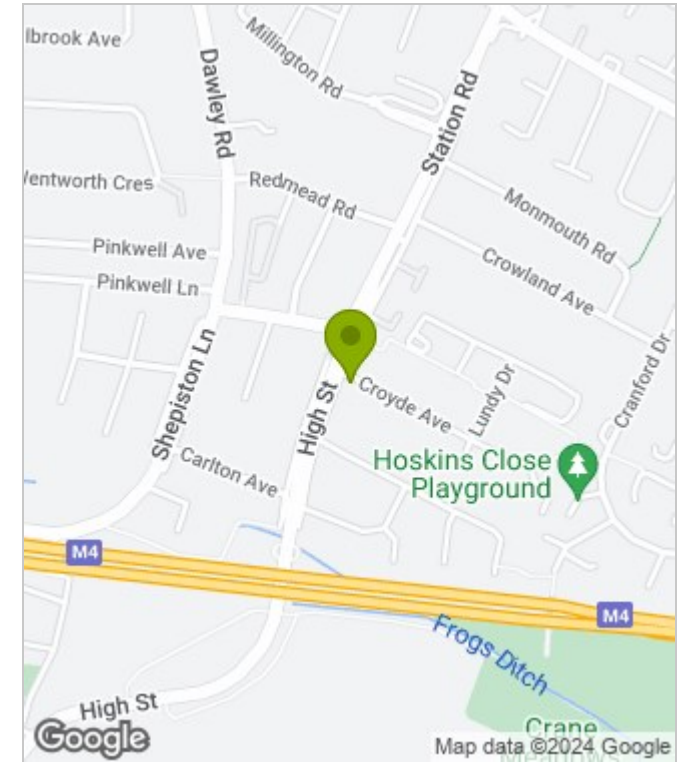 lbrook Ave
Millington Rd
Dawley Rd
Station Rd
Wentworth Cres
Redmead Rd
Monmouth Rd
Pinkwell Ave
Crowland Ave
Pinkwell Ln
Shepiston Ln
High St
Croyde Ave
Lundy Dr
Cranford Dr
Carlton Ave
Hoskins Close
Playground
M4
M4
Frogs Ditch
High St
Crane
Meadows
Google
Map data ©2024 Google